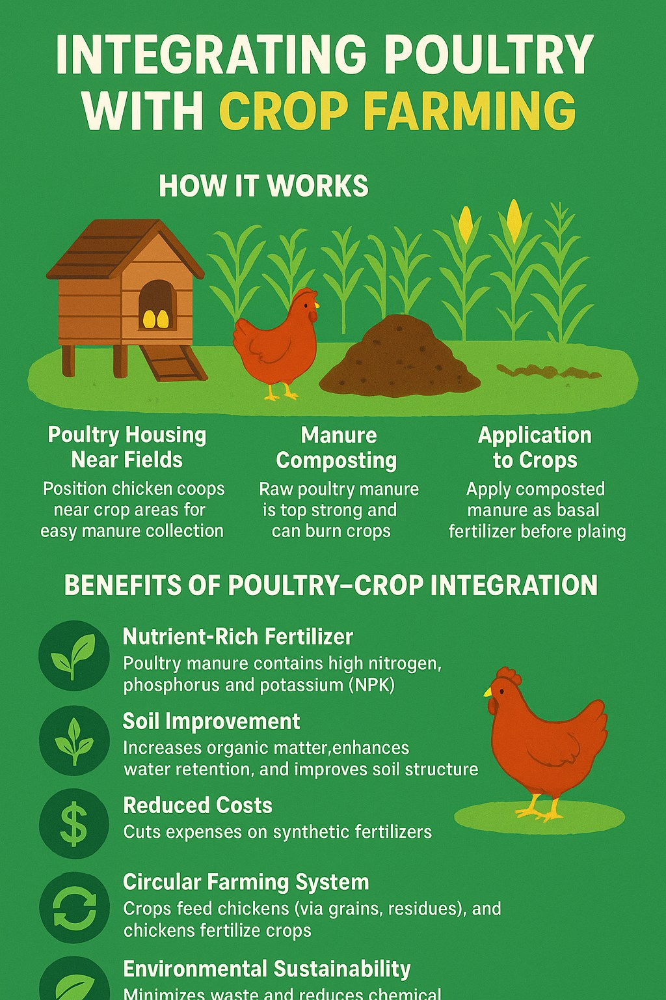 INTEGRATING POULTRY
WITH CROP FARMING
HOW IT WORKS
Poultry Housing
Near Fields
Position chicken coops
near crop areas for
easy manure collection
Manure
Composting
Raw poultry manure
is top strong and
can burn crops
Application
to Crops
Apply composted
manure as basal
fertilizer before plaing
BENEFITS OF POULTRY–CROP INTEGRATION
Nutrient-Rich Fertilizer
Poultry manure contains high nitrogen,
phosphorus and potassium (NPK)
Soil Improvement
Increases organic matter,enhances
water retention, and improves soil structure
$
Reduced Costs
Cuts expenses on synthetic fertilizers
Circular Farming System
Crops feed chickens (via grains, residues), and
chickens fertilize crops
Environmental Sustainability
Minimizes waste and reduces chemical